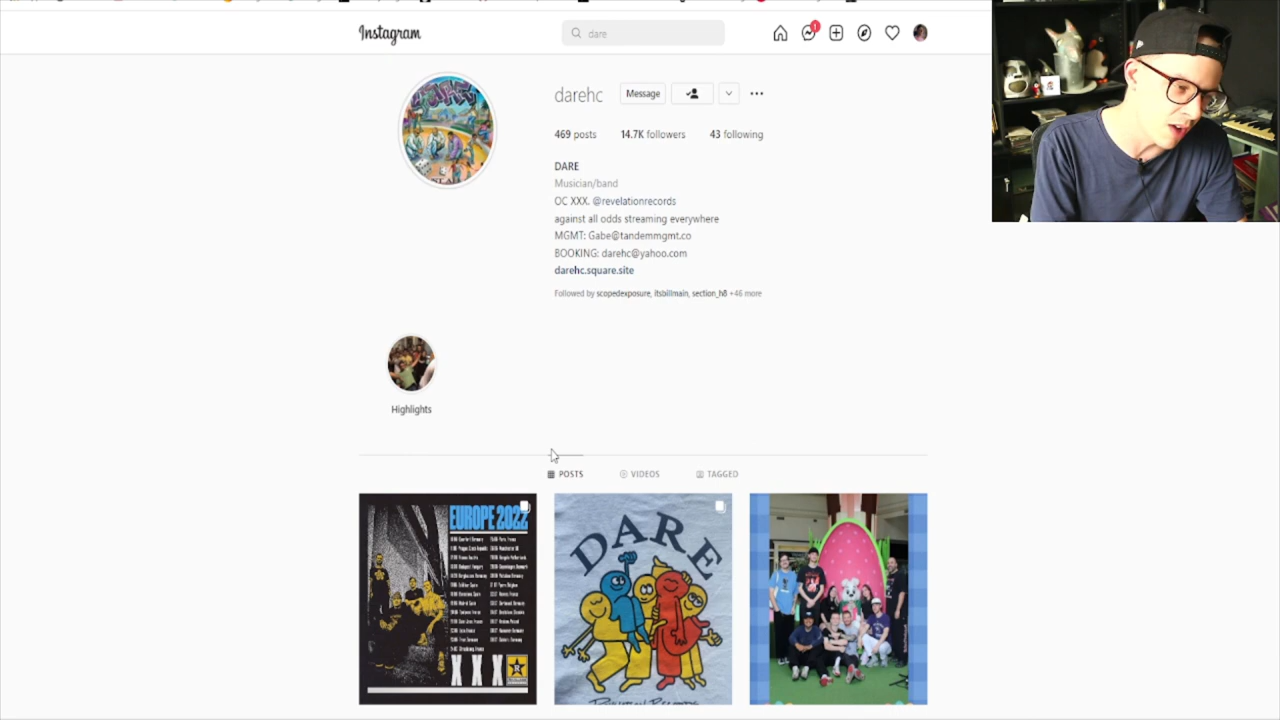 Instagram
dare
1
darehc
Message
469 posts 14.7K followers 43 following
DARE
Musician/band
OC XXX. @revelationrecords
against all odds streaming everywhere
MGMT: Gabe@tandemmgmt.co
BOOKING: darehc@yahoo.com
darehc.square.site
Followed by scopedexposure, itsbillmain, section_h8 +46 more
Highlights
POSTS VIDEOS TAGGED
EUROPE 2022
XXX
DARE